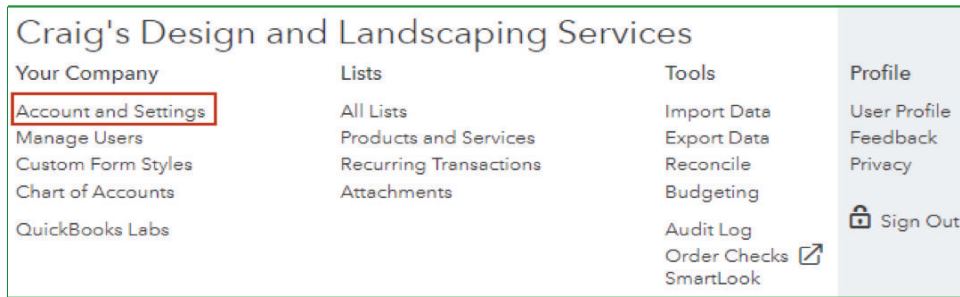 Craig's Design and Landscaping Services
Your Company
Account and Settings
Manage Users
Custom Form Styles
Chart of Accounts
QuickBooks Labs
Lists
All Lists
Products and Services
Recurring Transactions
Attachments
Tools
Import Data
Export Data
Reconcile
Budgeting
Audit Log
Order Checks
SmartLook
Profile
User Profile
Feedback
Privacy
Sign Out